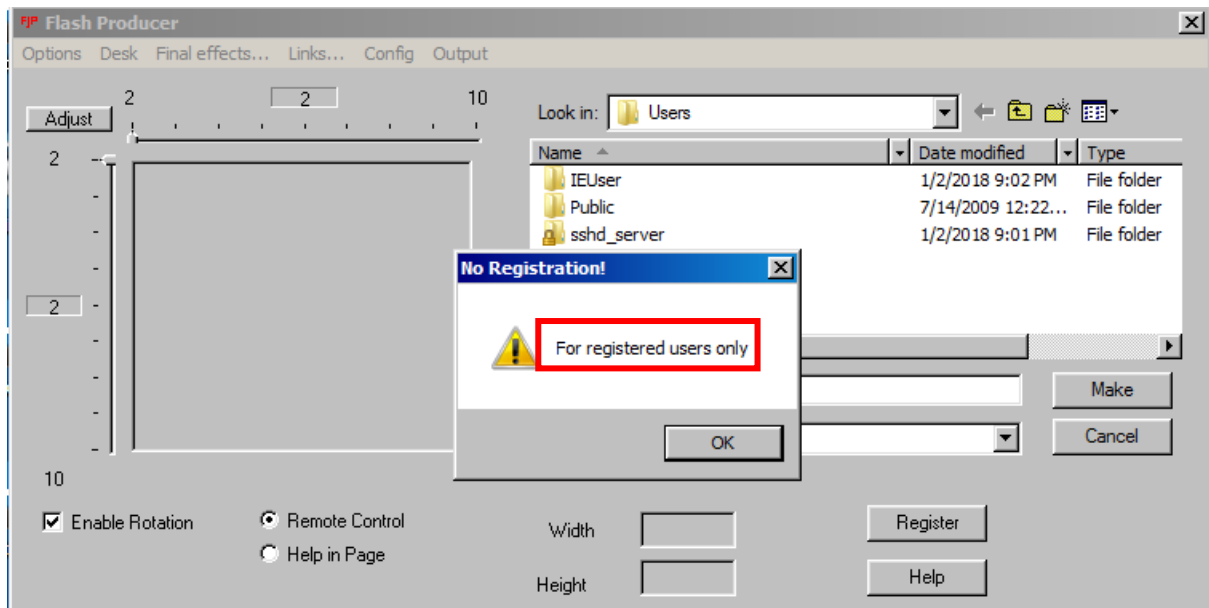 FJP Flash Producer
Options Desk Final effects... Links... Config Output
Adjust 2 2 10
Look in: Users
Name Date modified Type
IEUser 1/2/2018 9:02 PM File folder
Public 7/14/2009 12:22... File folder
sshd_server 1/2/2018 9:01 PM File folder
2
2
10
No Registration!
For registered users only
OK
Make
Cancel
Enable Rotation
Remote Control
Help in Page
Width
Height
Register
Help